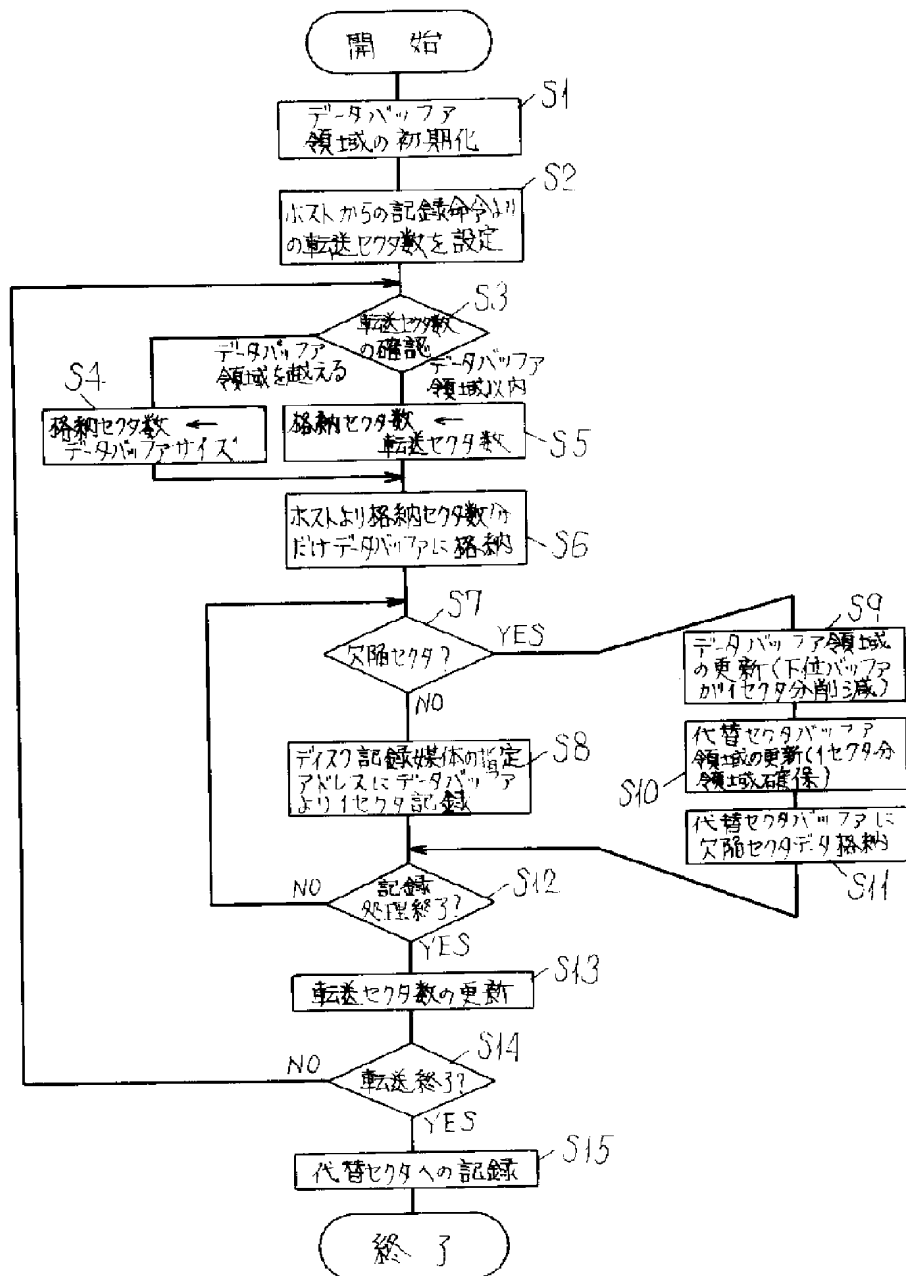 開始
S1
データバッファ
領域の初期化
S2
ホストからの記録命令より
の転送セクタ数を設定
S3
転送セクタ数
の確認
データバッファ
領域を越える
データバッファ
領域以内
S4
格納セクタ数 ←
データバッファサイズ
格納セクタ数 ←
転送セクタ数
S5
ホストより格納セクタ数分
だけデータバッファに格納
S6
S7
欠陥セクタ?
YES
NO
S8
ディスク記録媒体の指定
アドレスにデータバッファ
より1セクタ記録
S9
データバッファ領域
の更新(下位バッファ
が1セクタ分削減)
S10
代替セクタバッファ
領域の更新(1セクタ分
領域確保)
代替セクタバッファに
欠陥セクタデータ格納
S11
S12
記録
処理終了?
NO
YES
S13
転送セクタ数の更新
S14
転送終了?
NO
YES
S15
代替セクタへの記録
終了